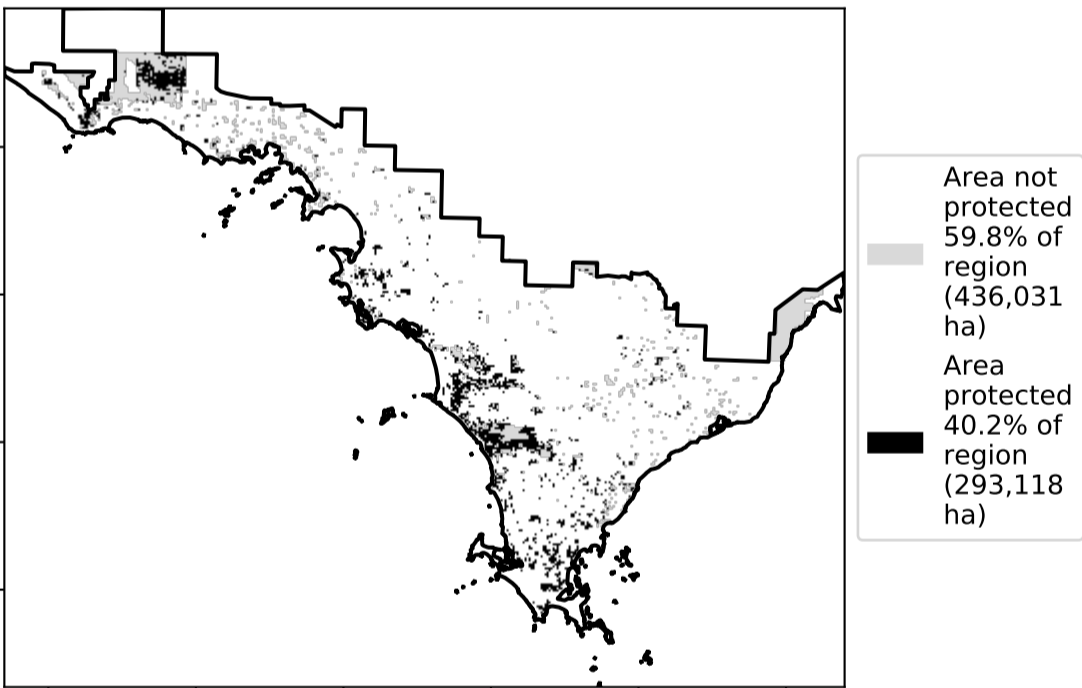 Area not
protected
59.8% of
region
(436,031
ha)
Area
protected
40.2% of
region
(293,118
ha)